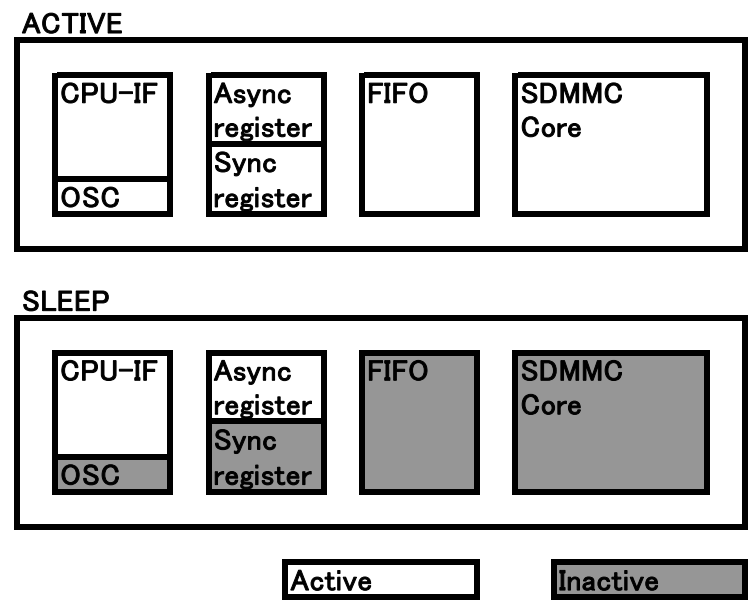 ACTIVE
CPU-IF
OSC
Async
register
Sync
register
FIFO
SDMMC
Core
SLEEP
CPU-IF
OSC
Async
register
Sync
register
FIFO
SDMMC
Core
Active
Inactive